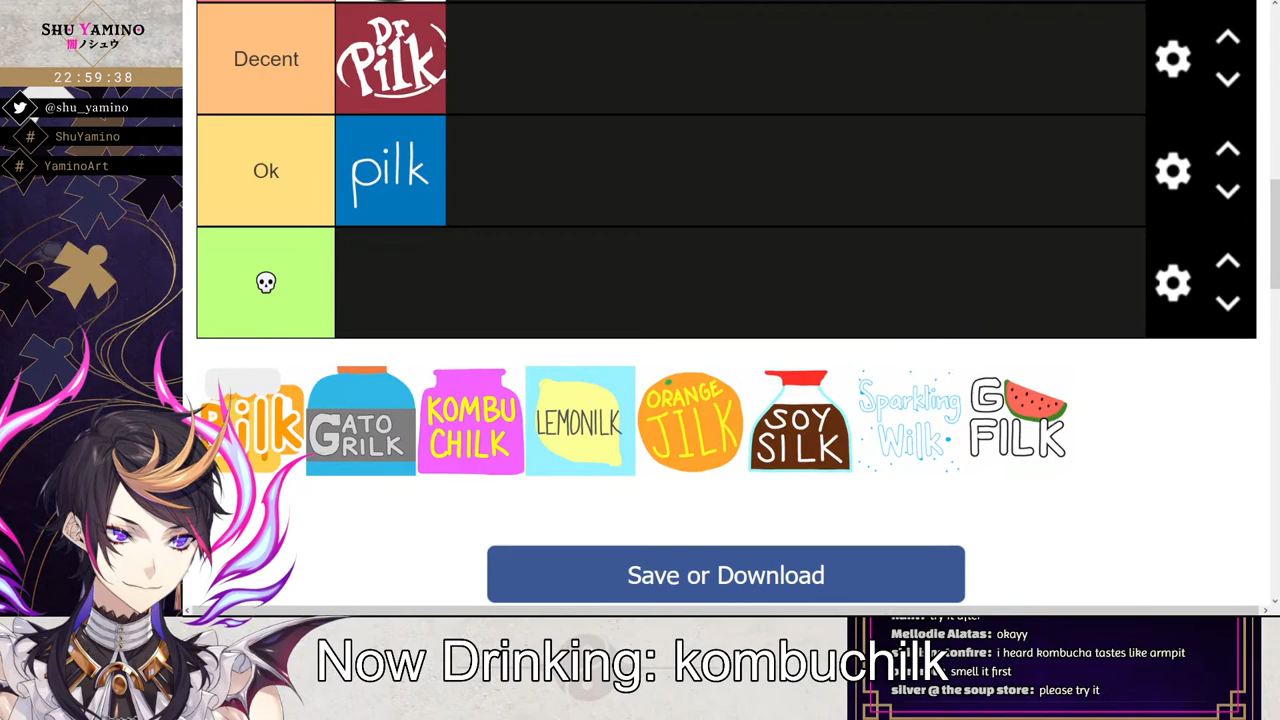 SHU YAMINO
闇ノシュウ
22:59:38
@shu_yamino
# ShuYamino
# YaminoArt
Decent
Dr
Pilk
Ok
pilk
GATO
GRILK
KOMBU
CHILK
LEMONILK
ORANGE
JILK
SOY
SILK
Sparkling
Wilk
G
FILK
Save or Download
Now Drinking: kombuchilk
Mellodie Alatas: okayy
i heard kombucha tastes like armpit
smell it first
silver @ the soup store: please try it